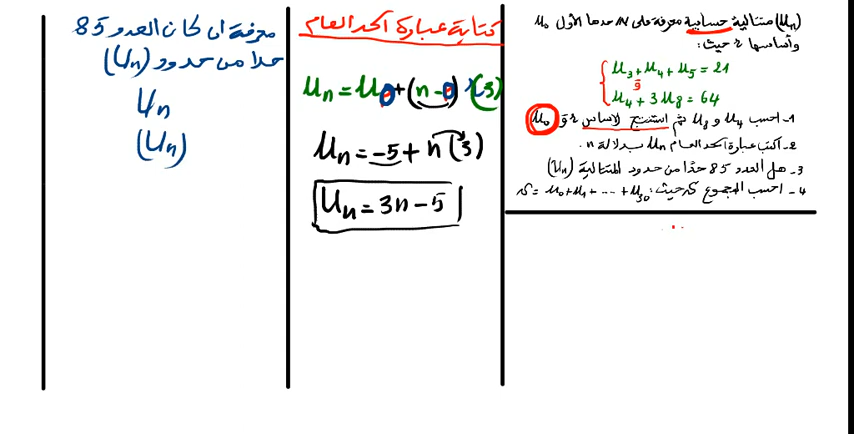 (Un) متتالية حسابية معرفة على N حدها الأول U0
وأساسها r حيث:
U3 + U4 + U5 = 21
و
U4 + 3U8 = 64
1- احسب U4 و U8 ثم استنتج الأساس r و U0
2- اكتب عبارة الحد العام Un بدلالة n.
3- هل العدد 85 حدًا من حدود المتتالية (Un)
4- احسب المجموع S حيث: S = U0 + U1 + .... + U30
كتابة عبارة الحد العام
Un = U0 + (n - 0) × (3)
Un = -5 + n (3)
Un = 3n - 5
معرفة ان كان العدد 85
حدا من حدود (Un)
Un
(Un)